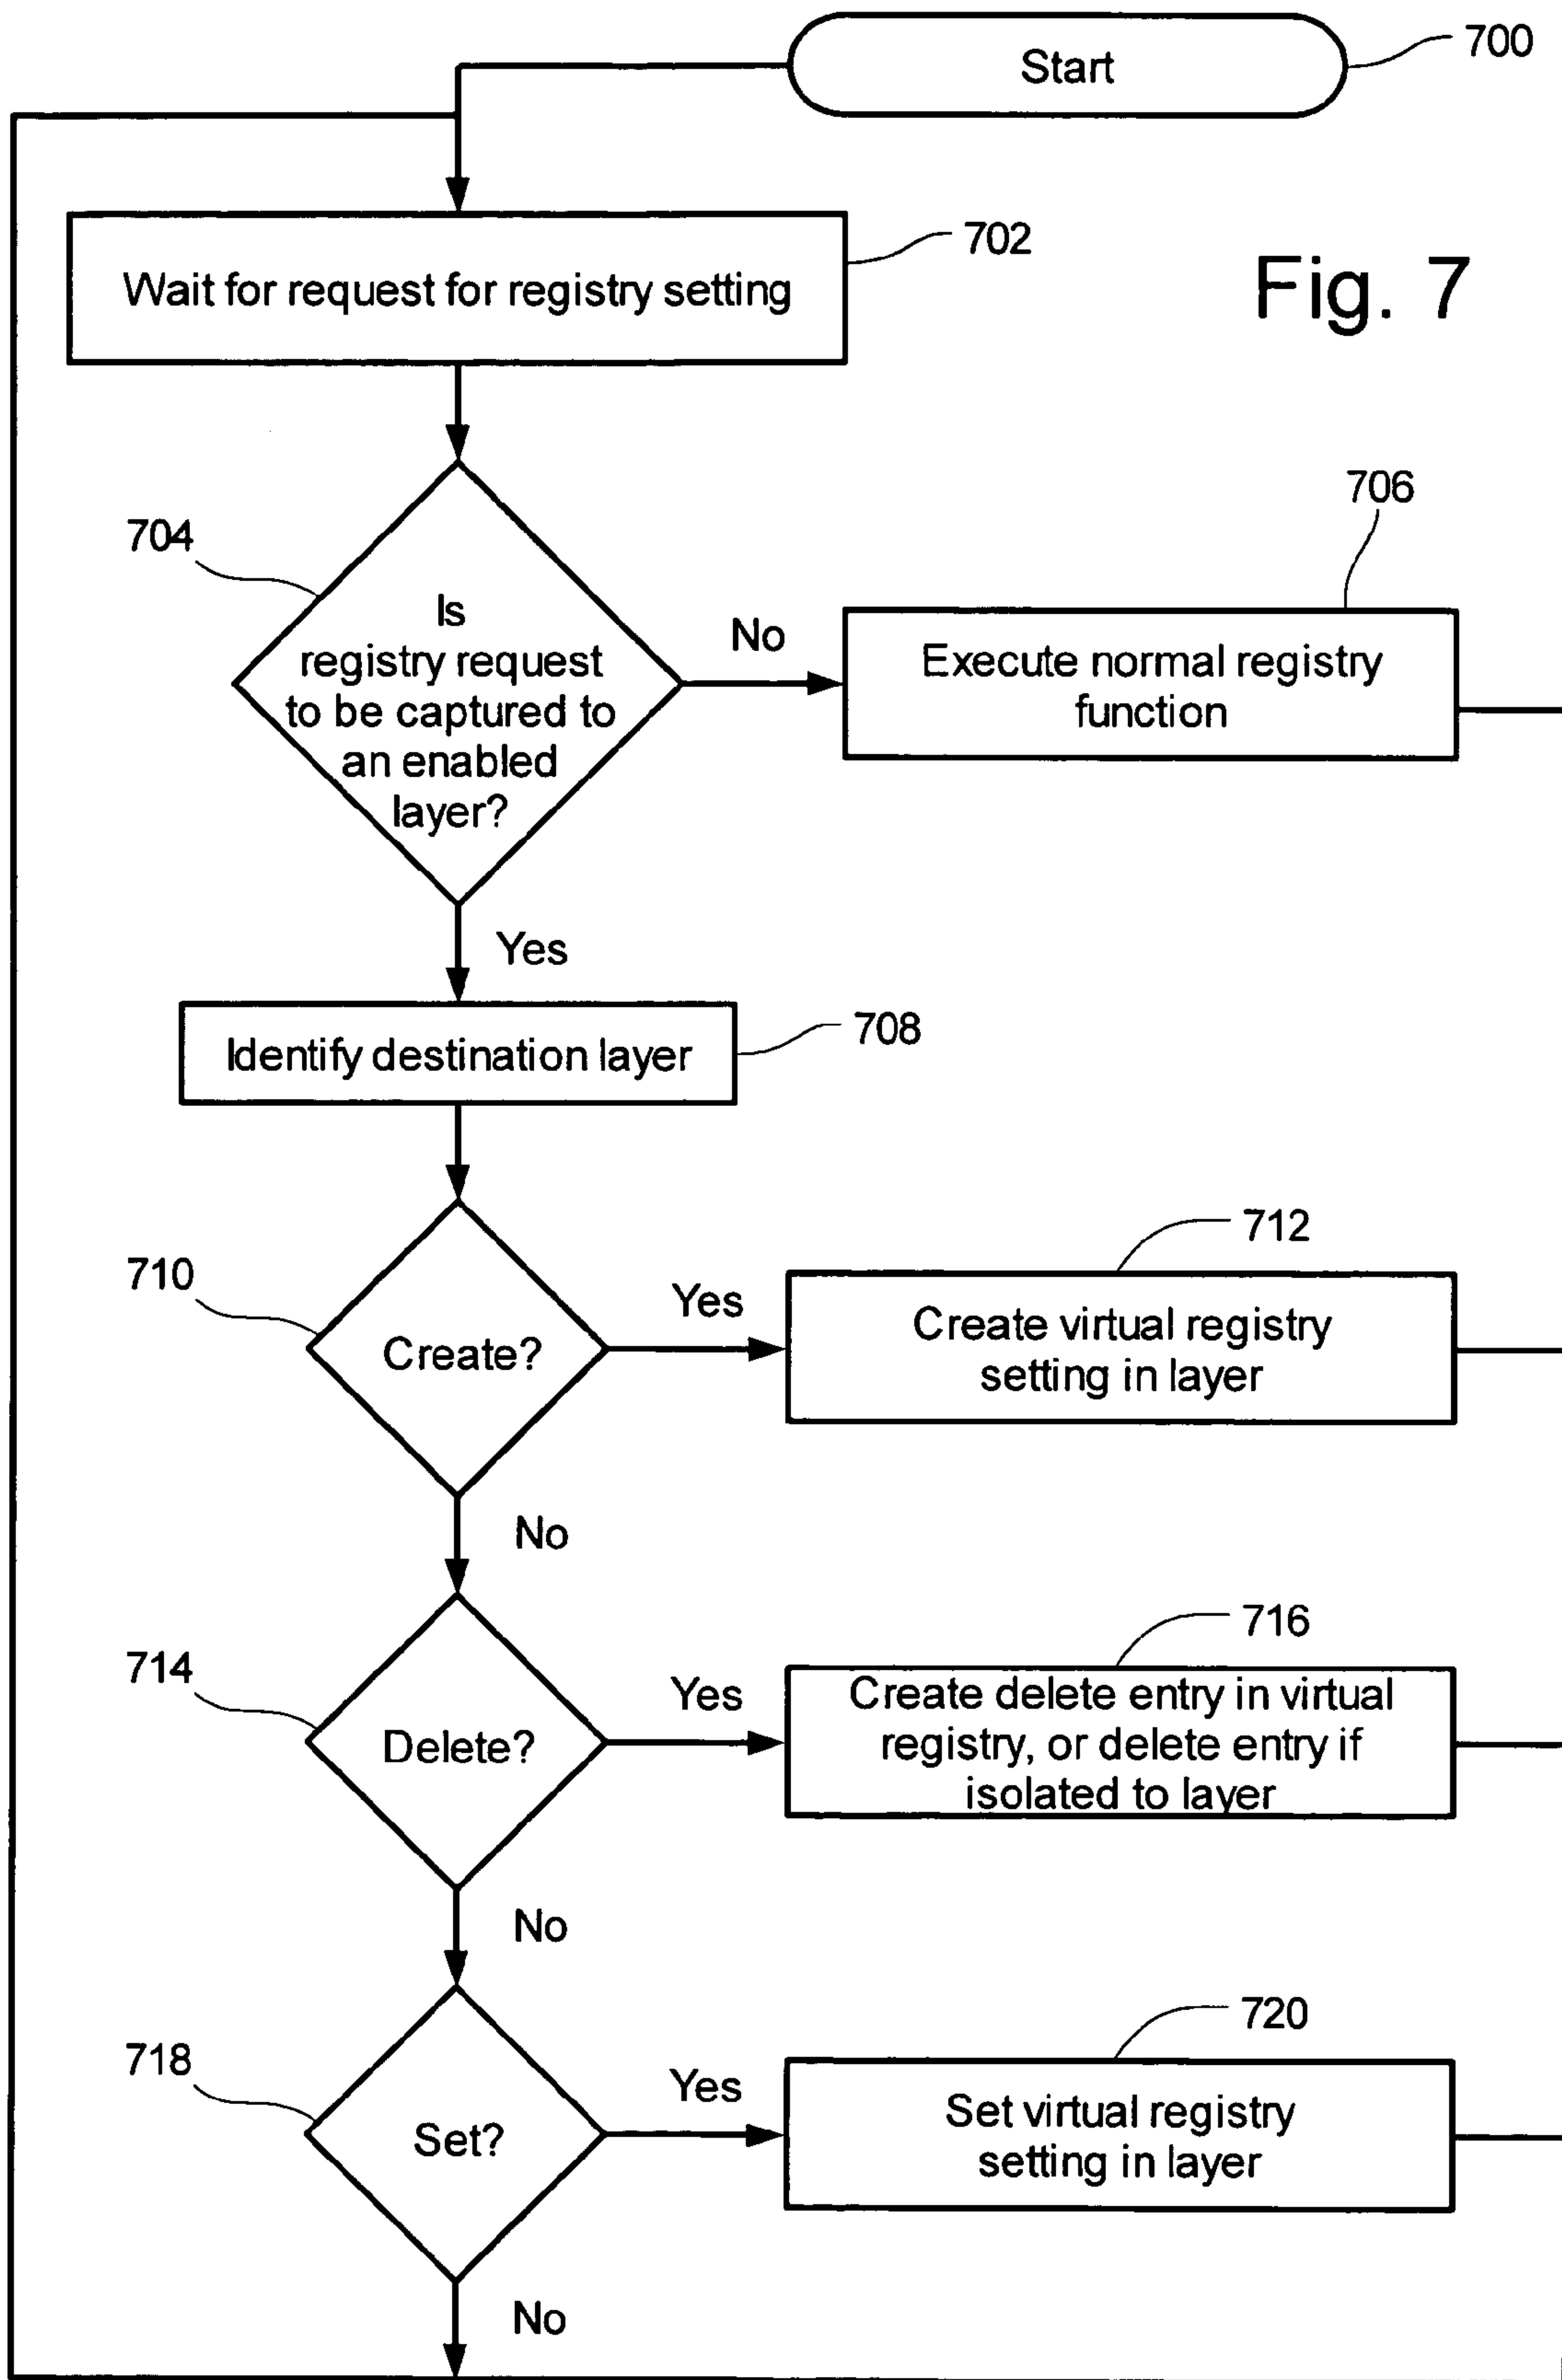 Start
700
702
Wait for request for registry setting
Fig. 7
704
Is
registry request
to be captured to
an enabled
layer?
No
706
Execute normal registry
function
Yes
Identify destination layer
708
710
Create?
Yes
712
Create virtual registry
setting in layer
No
714
Delete?
Yes
716
Create delete entry in virtual
registry, or delete entry if
isolated to layer
No
718
Set?
Yes
720
Set virtual registry
setting in layer
No